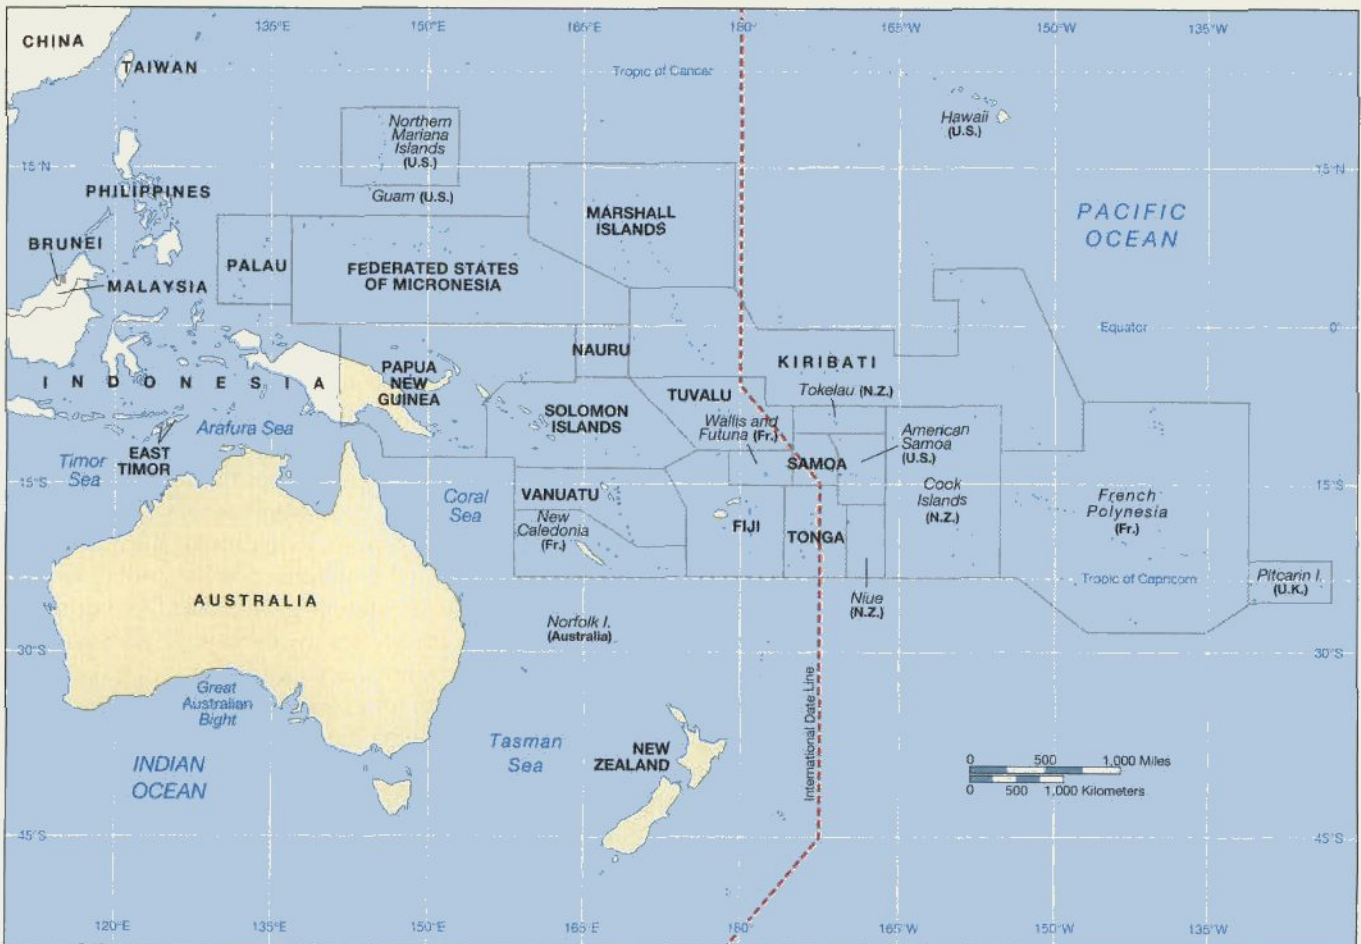 135°E
150°E
165°E
180°
165°W
150°W
135°W
CHINA
TAIWAN
Tropic of Cancer
Hawaii
(U.S.)
Northern
Mariana
Islands
(U.S.)
15°N
15°N
PHILIPPINES
Guam (U.S.)
MARSHALL
ISLANDS
PACIFIC
OCEAN
BRUNEI
PALAU
FEDERATED STATES
OF MICRONESIA
MALAYSIA
Equator
0°
NAURU
KIRIBATI
INDONESIA
PAPUA
NEW
GUINEA
TUVALU
Tokelau (N.Z.)
SOLOMON
ISLANDS
Wallis and
Futuna (Fr.)
American
Samoa
(U.S.)
Arafura Sea
EAST
TIMOR
Timor
Sea
SAMOA
15°S
15°S
Coral
Sea
VANUATU
Cook
Islands
(N.Z.)
French
Polynesia
(Fr.)
New
Caledonia
(Fr.)
FIJI
TONGA
Tropic of Capricorn
Pitcarin I.
(U.K.)
AUSTRALIA
Niue
(N.Z.)
Norfolk I.
(Australia)
30°S
30°S
Great
Australian
Bight
International Date Line
Tasman
Sea
NEW
ZEALAND
INDIAN
OCEAN
0 500 1,000 Miles
0 500 1,000 Kilometers
45°S
45°S
120°E
135°E
150°E
165°E
180°
165°W
150°W
135°W